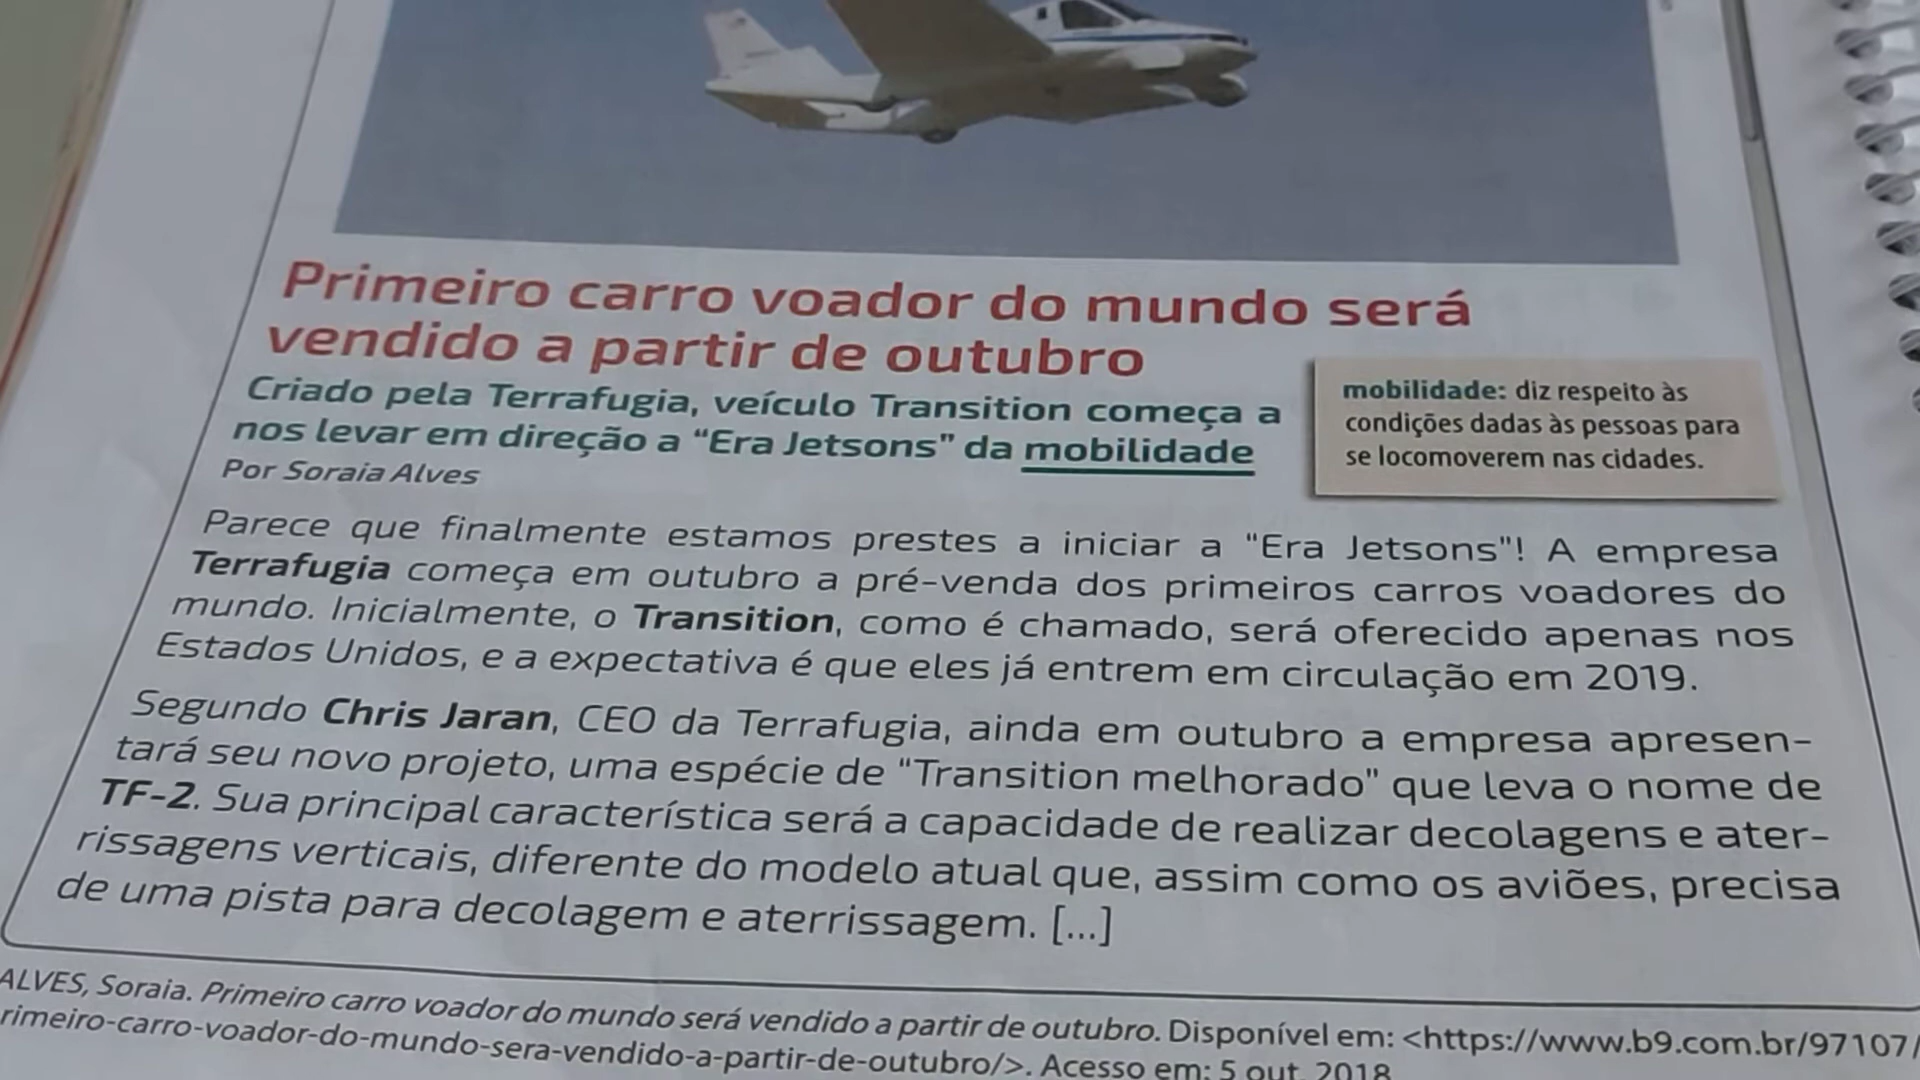 Primeiro carro voador do mundo será
vendido a partir de outubro
Criado pela Terrafugia, veículo Transition começa a
nos levar em direção a “Era Jetsons” da mobilidade
Por Soraia Alves
mobilidade: diz respeito às
condições dadas às pessoas para
se locomoverem nas cidades.
Parece que finalmente estamos prestes a iniciar a “Era Jetsons”! A empresa
Terrafugia começa em outubro a pré-venda dos primeiros carros voadores do
mundo. Inicialmente, o Transition, como é chamado, será oferecido apenas nos
Estados Unidos, e a expectativa é que eles já entrem em circulação em 2019.
Segundo Chris Jaran, CEO da Terrafugia, ainda em outubro a empresa apresen-
tará seu novo projeto, uma espécie de “Transition melhorado” que leva o nome de
TF-2. Sua principal característica será a capacidade de realizar decolagens e ater-
rissagens verticais, diferente do modelo atual que, assim como os aviões, precisa
de uma pista para decolagem e aterrissagem. [...]
ALVES, Soraia. Primeiro carro voador do mundo será vendido a partir de outubro. Disponível em: <https://www.b9.com.br/97107/
rimeiro-carro-voador-do-mundo-sera-vendido-a-partir-de-outubro/>. Acesso em: 5 out. 2018